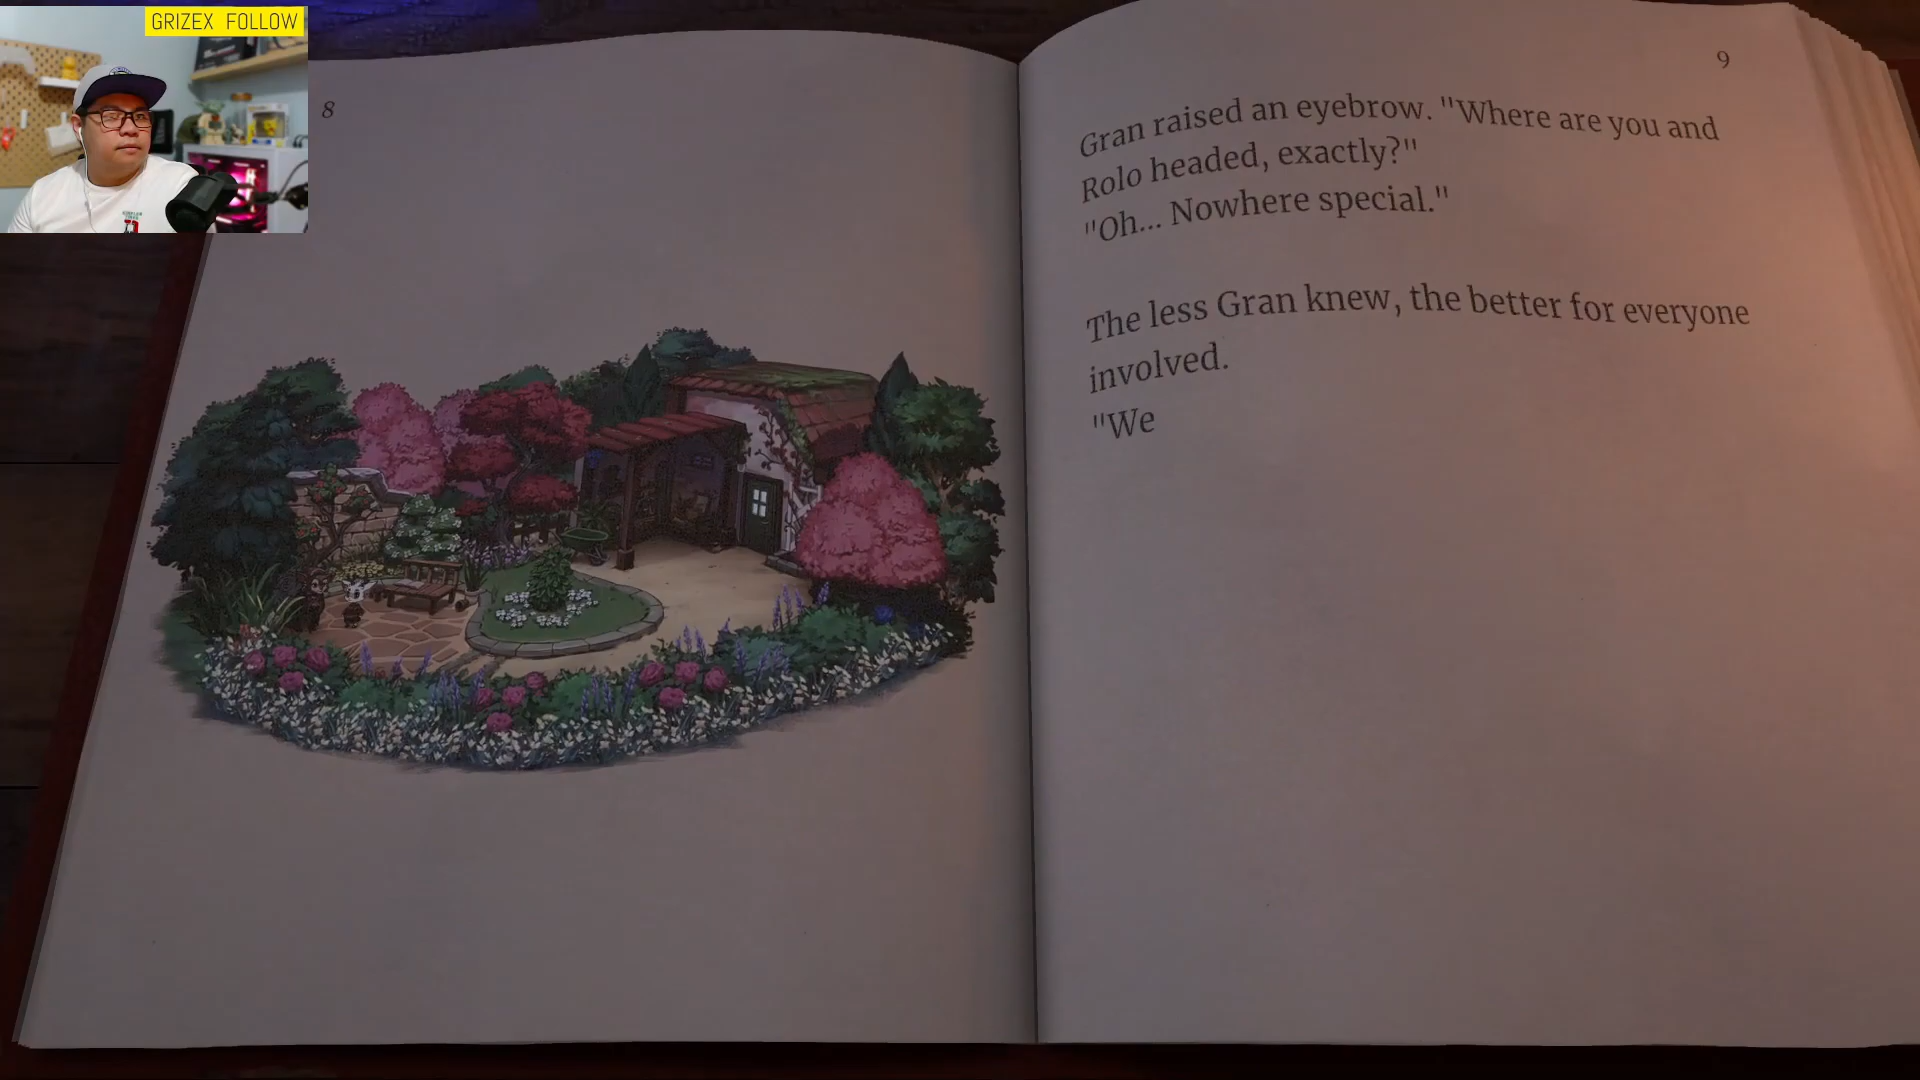 GRIZEX FOLLOW
8
9
Gran raised an eyebrow. "Where are you and
Rolo headed, exactly?"
"Oh... Nowhere special."
The less Gran knew, the better for everyone
involved.
"We